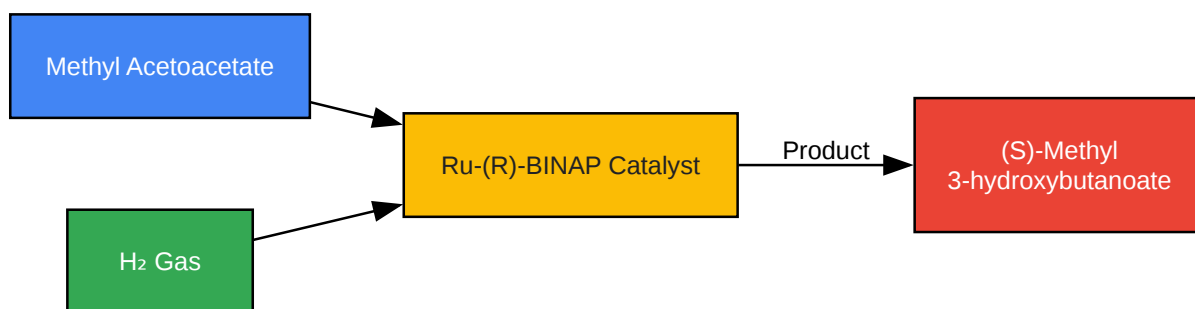 Methyl Acetoacetate
H₂ Gas
Ru-(R)-BINAP Catalyst
Product
(S)-Methyl
3-hydroxybutanoate